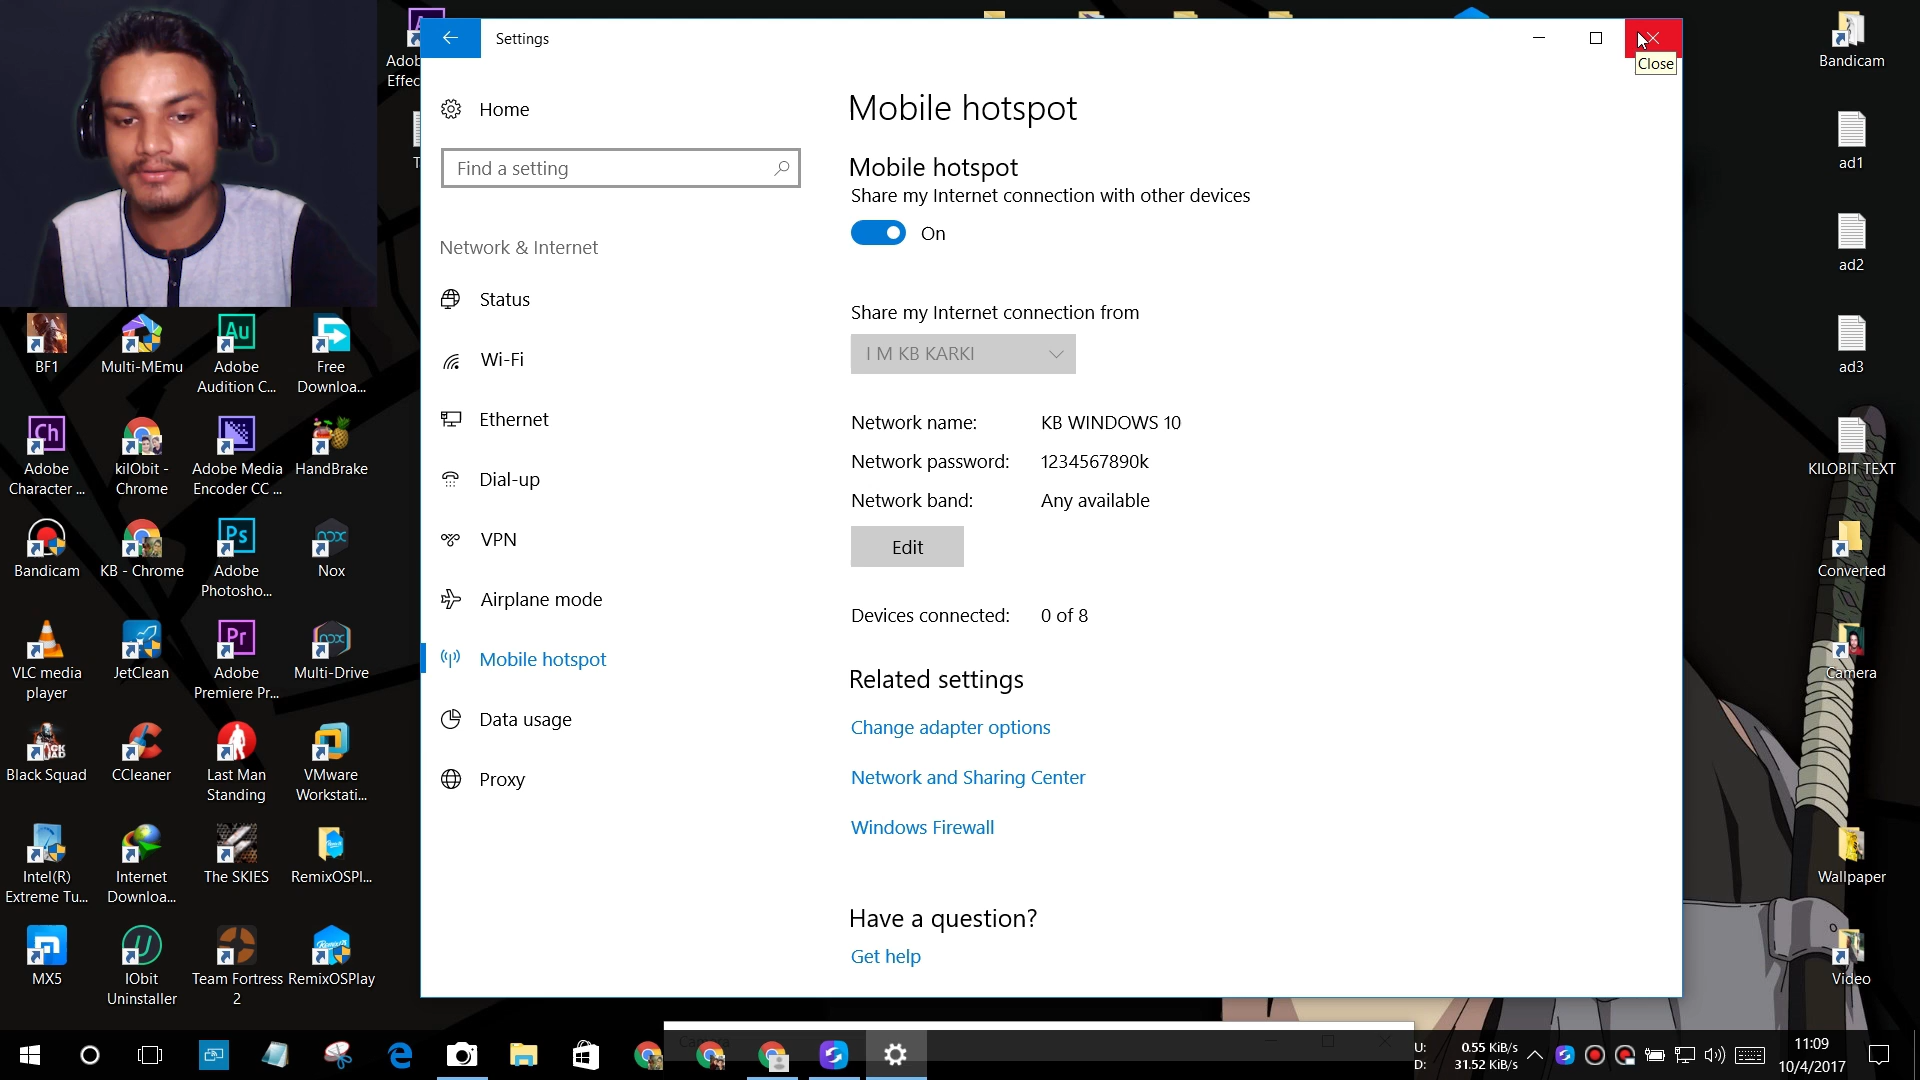 Settings
Close
Home
Find a setting
Network & Internet
Status
Wi-Fi
Ethernet
Dial-up
VPN
Airplane mode
Mobile hotspot
Data usage
Proxy
Mobile hotspot
Mobile hotspot
Share my Internet connection with other devices
On
Share my Internet connection from
I M KB KARKI
Network name: KB WINDOWS 10
Network password: 1234567890k
Network band: Any available
Edit
Devices connected: 0 of 8
Related settings
Change adapter options
Network and Sharing Center
Windows Firewall
Have a question?
Get help
BF1
Multi-MEmu
Au
Adobe
Audition C...
Free
Downloa...
Ch
Adobe
Character ...
kilObit -
Chrome
Adobe Media
Encoder CC ...
HandBrake
Bandicam
KB - Chrome
Ps
Adobe
Photosho...
nox
Nox
VLC media
player
JetClean
Pr
Adobe
Premiere Pr...
nox
Multi-Drive
Black Squad
CCleaner
Last Man
Standing
VMware
Workstati...
Intel(R)
Extreme Tu...
Internet
Downloa...
The SKIES
RemixOSPl...
MX5
IObit
Uninstaller
Team Fortress
2
RemixOSPlay
Bandicam
ad1
ad2
ad3
KILOBIT TEXT
Converted
Camera
Wallpaper
Video
Camera
U: 0.55 KiB/s
D: 31.52 KiB/s
11:09
10/4/2017